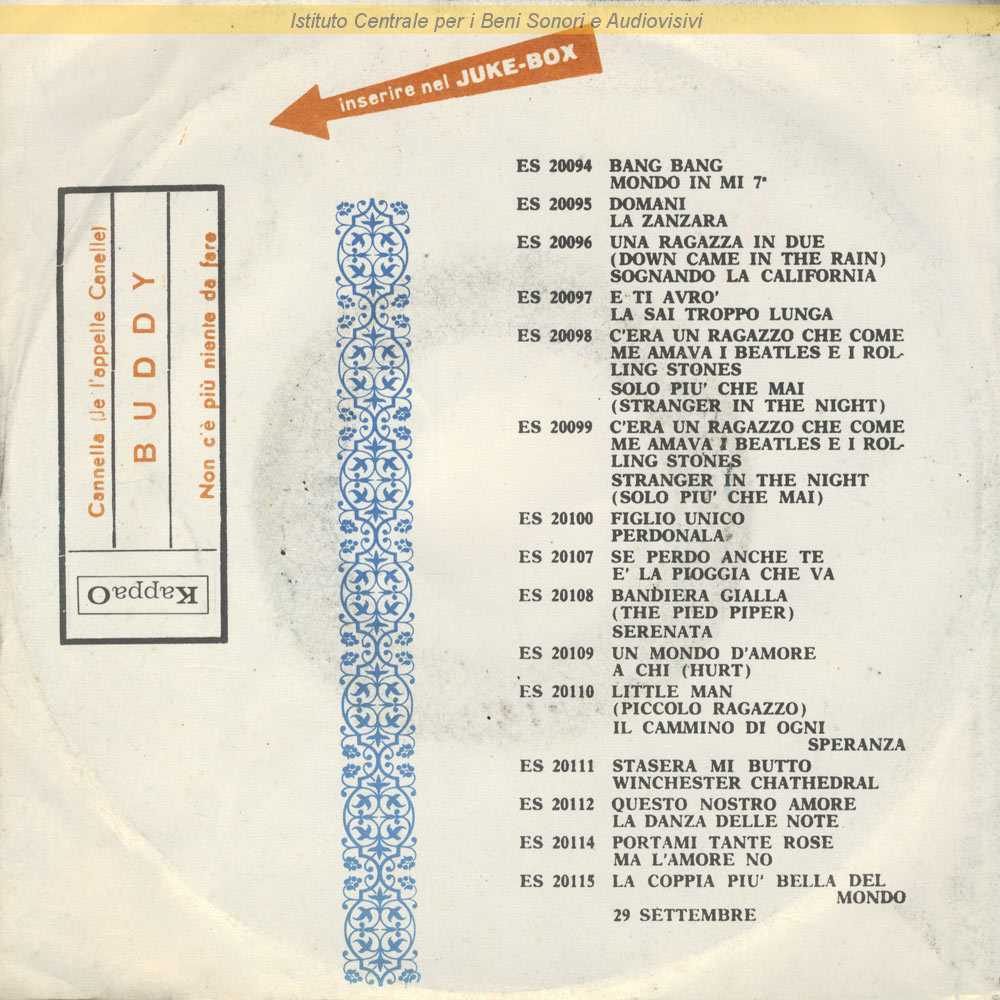 Istituto Centrale per i Beni Sonori e Audiovisivi
inserire nel JUKE-BOX
Cannella (Je l'appelle Canelle)
BUDDY
Non c'è più niente da fare
KappaO
ES 20094 BANG BANG
MONDO IN MI 7ª
ES 20095 DOMANI
LA ZANZARA
ES 20096 UNA RAGAZZA IN DUE
(DOWN CAME IN THE RAIN)
SOGNANDO LA CALIFORNIA
ES 20097 E TI AVRO'
LA SAI TROPPO LUNGA
ES 20098 C'ERA UN RAGAZZO CHE COME
ME AMAVA I BEATLES E I ROL-
LING STONES
SOLO PIU' CHE MAI
(STRANGER IN THE NIGHT)
ES 20099 C'ERA UN RAGAZZO CHE COME
ME AMAVA I BEATLES E I ROL-
LING STONES
STRANGER IN THE NIGHT
(SOLO PIU' CHE MAI)
ES 20100 FIGLIO UNICO
PERDONALA
ES 20107 SE PERDO ANCHE TE
E' LA PIOGGIA CHE VA
ES 20108 BANDIERA GIALLA
(THE PIED PIPER)
SERENATA
ES 20109 UN MONDO D'AMORE
A CHI (HURT)
ES 20110 LITTLE MAN
(PICCOLO RAGAZZO)
IL CAMMINO DI OGNI
SPERANZA
ES 20111 STASERA MI BUTTO
WINCHESTER CHATHEDRAL
ES 20112 QUESTO NOSTRO AMORE
LA DANZA DELLE NOTE
ES 20114 PORTAMI TANTE ROSE
MA L'AMORE NO
ES 20115 LA COPPIA PIU' BELLA DEL
MONDO
29 SETTEMBRE